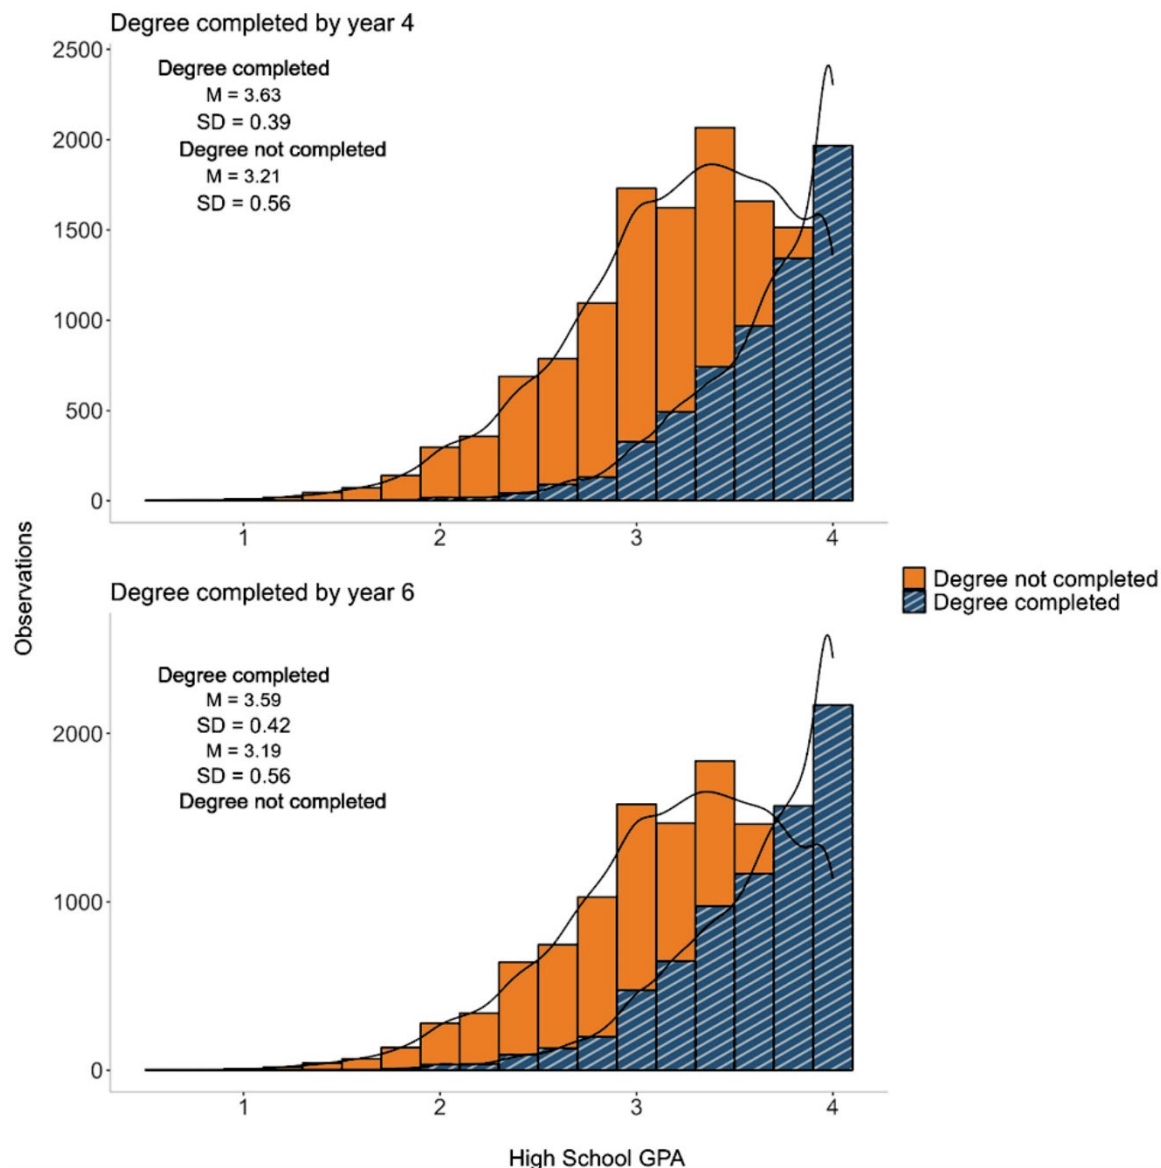 Degree completed by year 4
2500
Degree completed
M = 3.63
SD = 0.39
2000
Degree not completed
M = 3.21
SD = 0.56
1500
1000
500
0
1 2 3 4
Observations
Degree not completed
Degree completed
Degree completed by year 6
Degree completed
M = 3.59
SD = 0.42
2000
M = 3.19
SD = 0.56
Degree not completed
1000
0
1 2 3 4
High School GPA